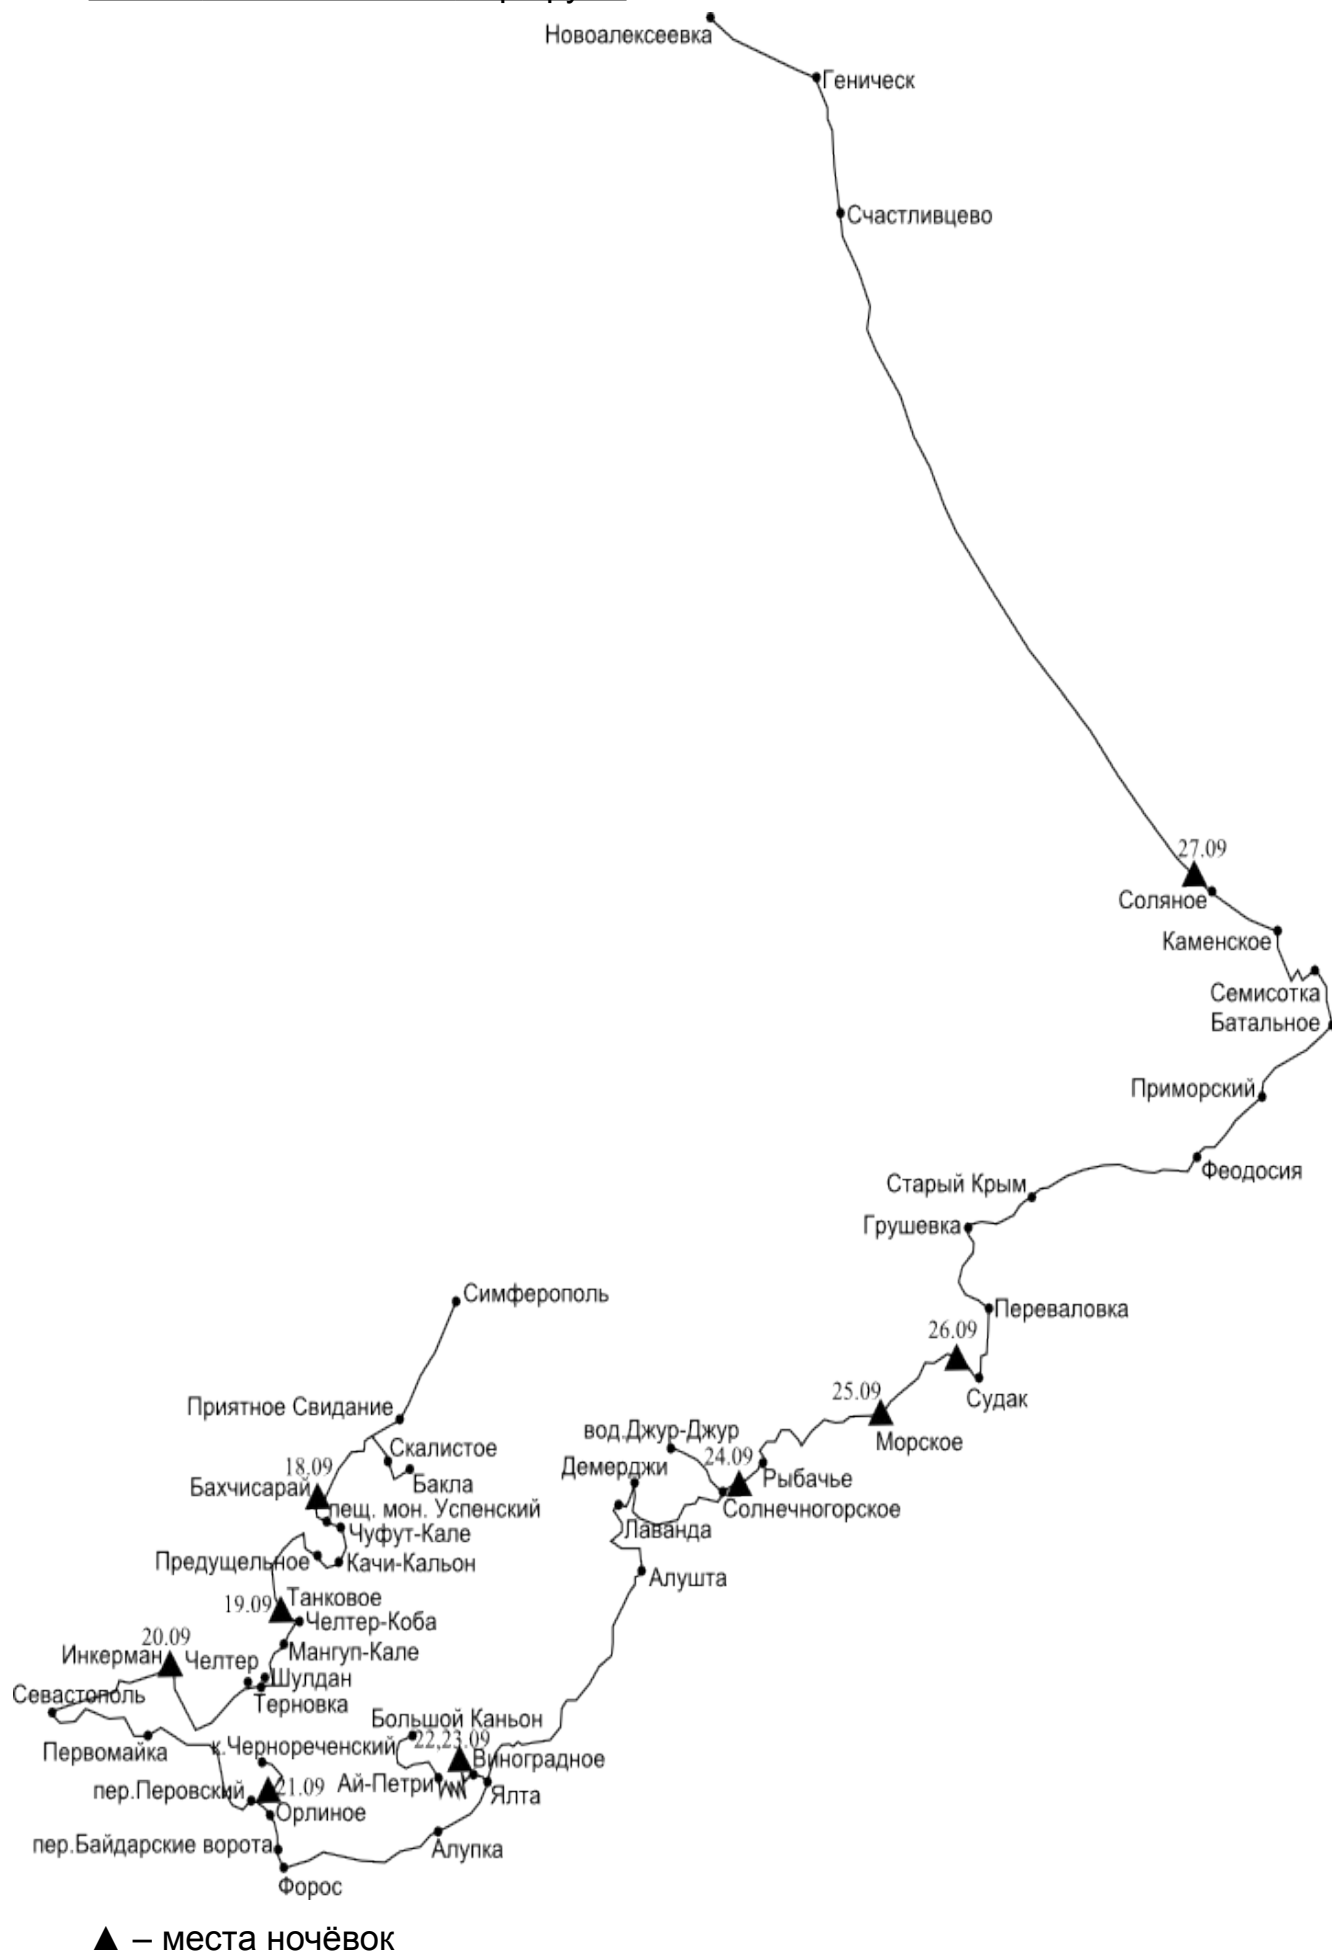 Новоалексеевка
Геническ
Счастливцево
27.09
Соляное
Каменское
Семисотка
Батальное
Приморский
Феодосия
Старый Крым
Грушевка
Симферополь
Переваловка
26.09
Судак
25.09
Морское
Приятное Свидание
вод.Джур-Джур
Скалистое
24.09
Демерджи
18.09
Рыбачье
Бакла
Бахчисарай
Солнечногорское
пещ. мон. Успенский
Лаванда
Чуфут-Кале
Предущельное
Качи-Кальон
Алушта
Танковое
19.09
Челтер-Коба
20.09
Мангуп-Кале
Инкерман
Челтер
Шулдан
Севастополь
Терновка
Большой Каньон
22,23.09
к.Чернореченский
Первомайка
Виноградное
Ай-Петри
21.09
пер.Перовский
Ялта
Орлиное
пер.Байдарские ворота
Алупка
Форос
▲ – места ночёвок